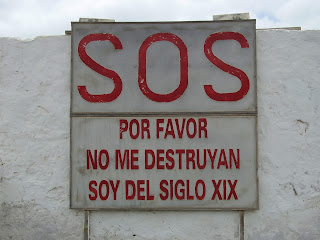 SOS
POR FAVOR
NO ME DESTRUYAN
SOY DEL SIGLO XIX